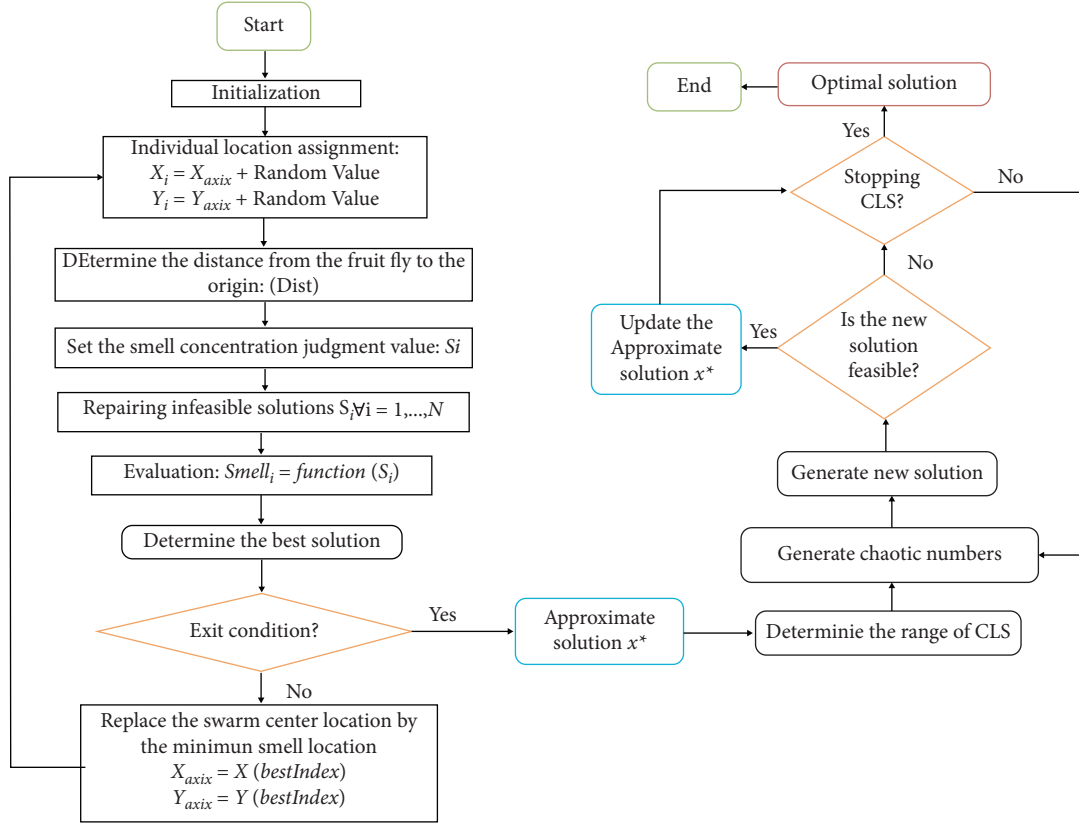 Start
Initialization
Individual location assignment:
X_i = X_axix + Random Value
Y_i = Y_axix + Random Value
DEtermine the distance from the fruit fly to the
origin: (Dist)
Set the smell concentration judgment value: Si
Repairing infeasible solutions S_i∀i = 1,...,N
Evaluation: Smell_i = function (S_i)
Determine the best solution
Exit condition?
Yes
No
Replace the swarm center location by
the minimun smell location
X_axix = X (bestIndex)
Y_axix = Y (bestIndex)
Approximate
solution x*
Determinie the range of CLS
Generate chaotic numbers
Generate new solution
Is the new
solution
feasible?
Yes
No
Update the
Approximate
solution x*
Stopping
CLS?
No
Yes
Optimal solution
End